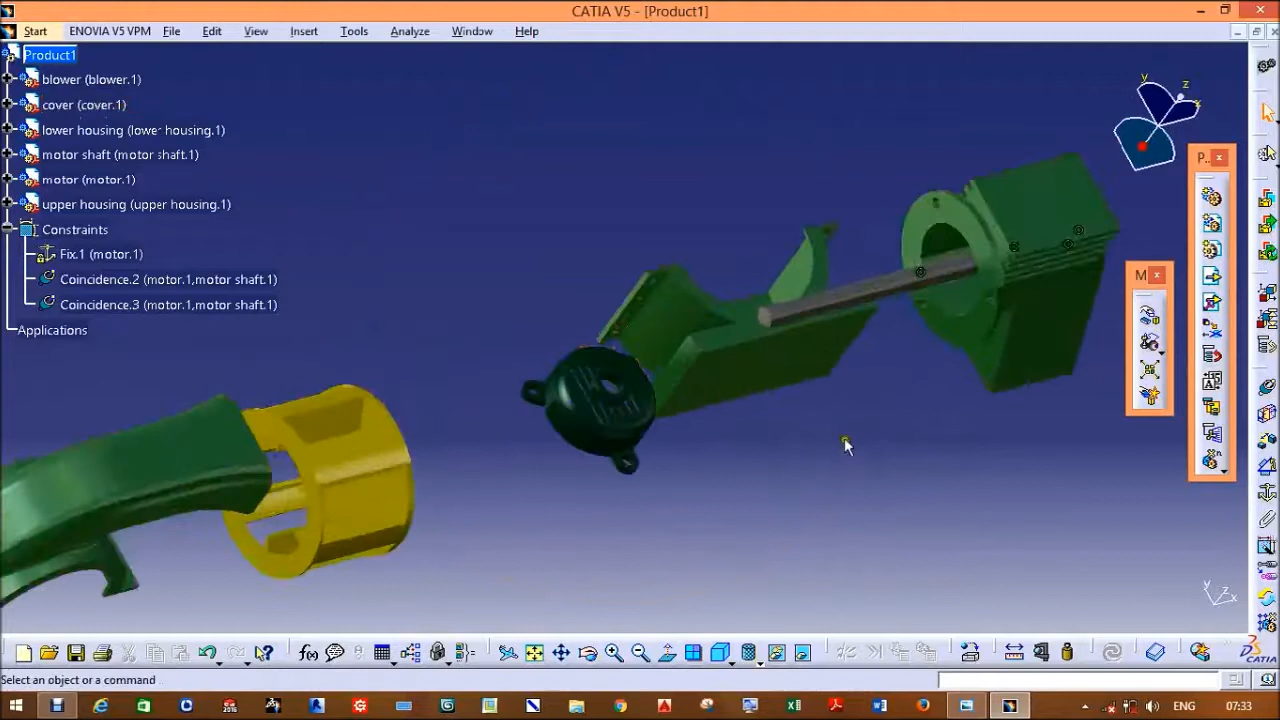 CATIA V5 - [Product1]
Start ENOVIA V5 VPM File Edit View Insert Tools Analyze Window Help
Product1
blower (blower.1)
cover (cover.1)
lower housing (lower housing.1)
motor shaft (motor shaft.1)
motor (motor.1)
upper housing (upper housing.1)
Constraints
Fix.1 (motor.1)
Coincidence.2 (motor.1,motor shaft.1)
Coincidence.3 (motor.1,motor shaft.1)
Applications
y z x
P...
M...
y z x
f(x)
CATIA
Select an object or a command
2016
ENG 07:33